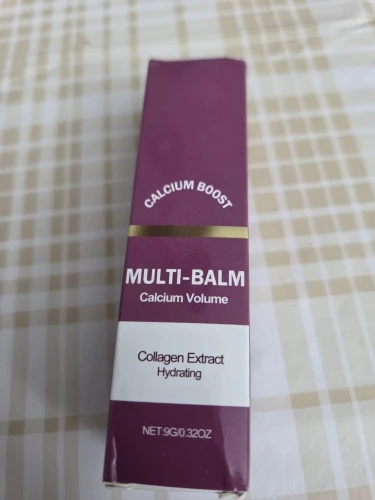 CALCIUM BOOST
MULTI-BALM
Calcium Volume
Collagen Extract
Hydrating
NET:9G/0.32OZ